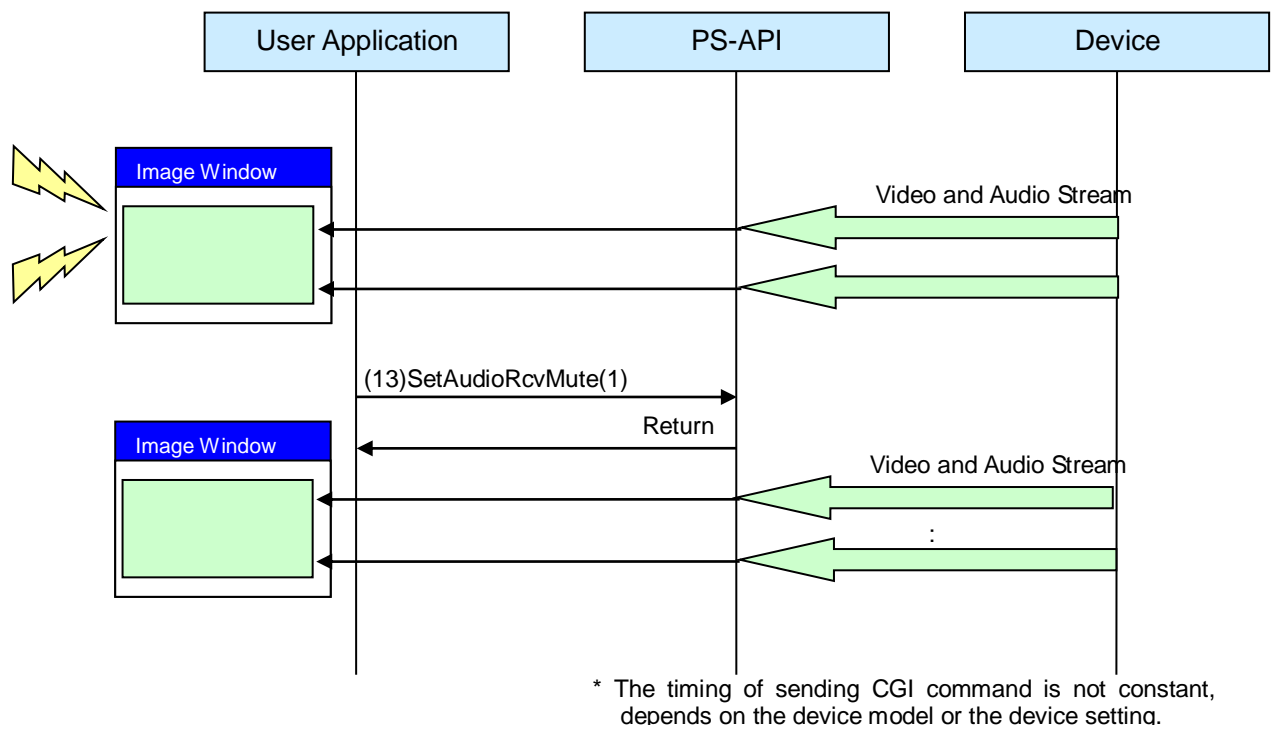 User Application
PS-API
Device
Image Window
Video and Audio Stream
(13)SetAudioRcvMute(1)
Return
Image Window
Video and Audio Stream
:
* The timing of sending CGI command is not constant,
depends on the device model or the device setting.